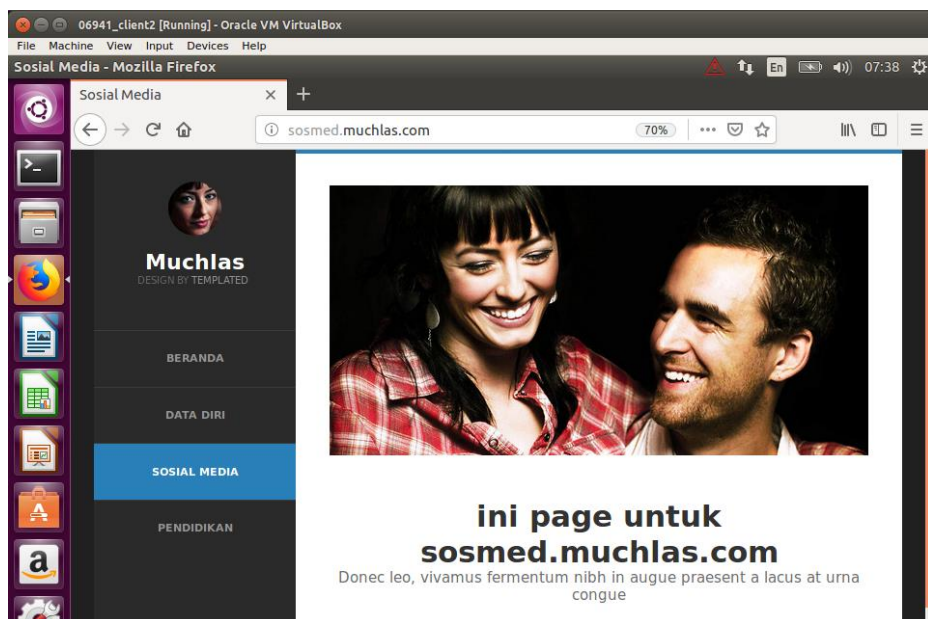 06941_client2 [Running] - Oracle VM VirtualBox
File Machine View Input Devices Help
Sosial Media - Mozilla Firefox
En
07:38
Sosial Media
sosmed.muchlas.com
70%
Muchlas
DESIGN BY TEMPLATED
BERANDA
DATA DIRI
SOSIAL MEDIA
PENDIDIKAN
ini page untuk
sosmed.muchlas.com
Donec leo, vivamus fermentum nibh in augue praesent a lacus at urna
congue